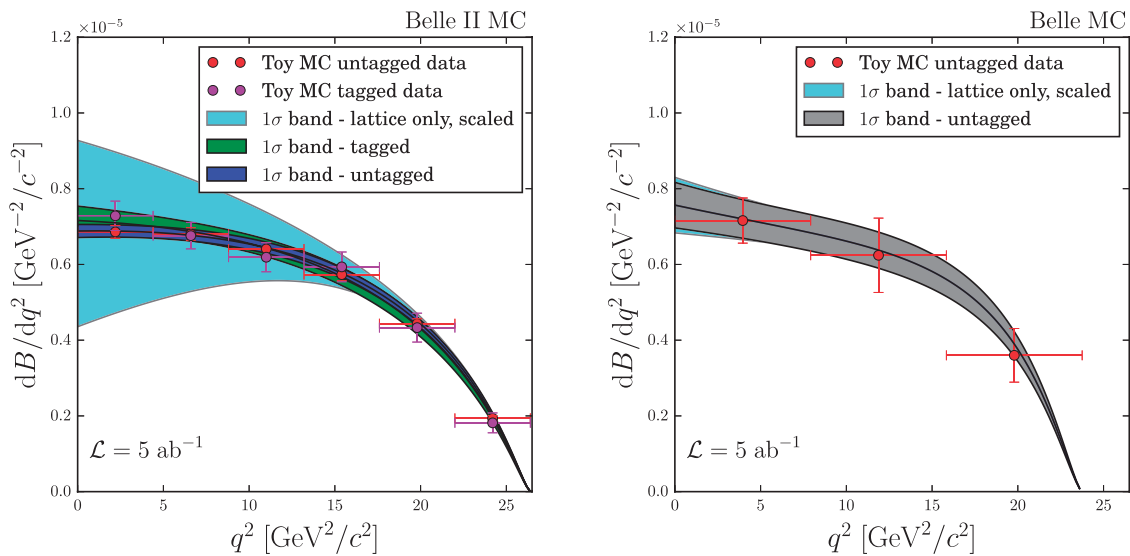 Belle II MC
×10⁻⁵
1.2
1.0
0.8
0.6
0.4
0.2
0.0
dB/dq² [GeV⁻²/c⁻²]
Toy MC untagged data
Toy MC tagged data
1σ band - lattice only, scaled
1σ band - tagged
1σ band - untagged
ℒ = 5 ab⁻¹
0 5 10 15 20 25
q² [GeV²/c²]
Belle MC
×10⁻⁵
1.2
1.0
0.8
0.6
0.4
0.2
0.0
dB/dq² [GeV⁻²/c⁻²]
Toy MC untagged data
1σ band - lattice only, scaled
1σ band - untagged
ℒ = 5 ab⁻¹
0 5 10 15 20 25
q² [GeV²/c²]